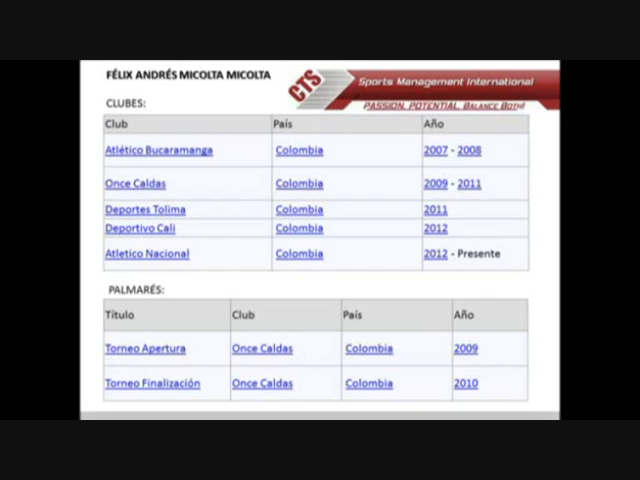 FÉLIX ANDRÉS MICOLTA MICOLTA
CTS
Sports Management International
PASSION, POTENTIAL, BALANCE BOTH!
CLUBES:
Club País Año
Atlético Bucaramanga Colombia 2007 - 2008
Once Caldas Colombia 2009 - 2011
Deportes Tolima Colombia 2011
Deportivo Cali Colombia 2012
Atletico Nacional Colombia 2012 - Presente
PALMARÉS:
Título Club País Año
Torneo Apertura Once Caldas Colombia 2009
Torneo Finalización Once Caldas Colombia 2010